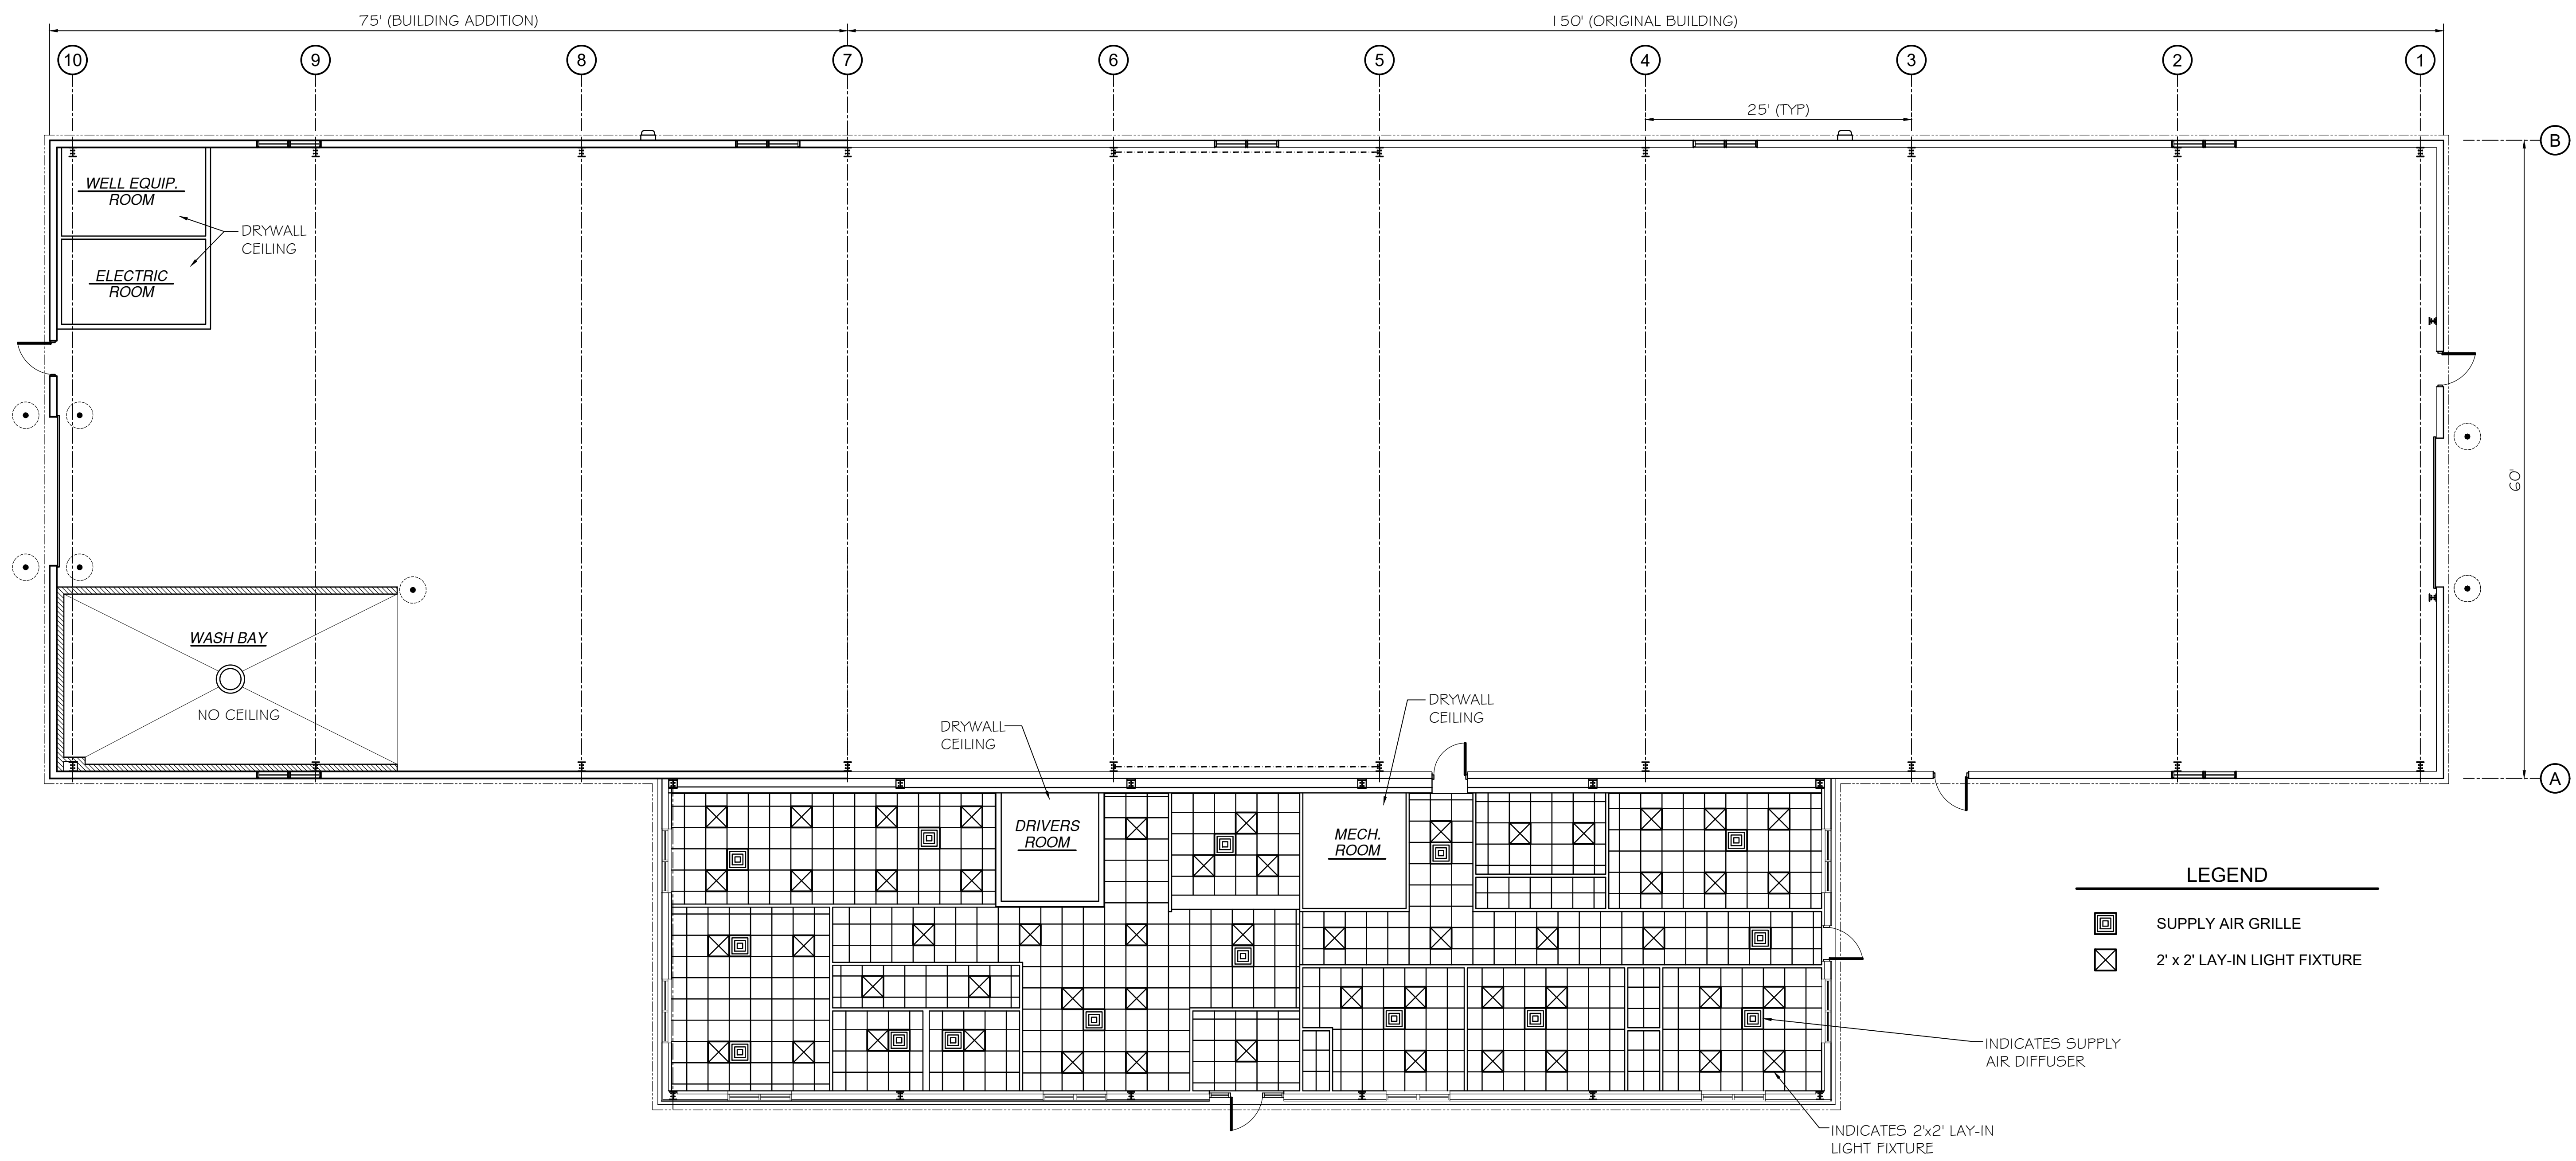 75' (BUILDING ADDITION)
150' (ORIGINAL BUILDING)
10
9
8
7
6
5
4
3
2
1
25' (TYP)
B
WELL EQUIP.
ROOM
DRYWALL
CEILING
ELECTRIC
ROOM
60'
WASH BAY
NO CEILING
DRYWALL
CEILING
DRYWALL
CEILING
A
DRIVERS
ROOM
MECH.
ROOM
LEGEND
SUPPLY AIR GRILLE
2' x 2' LAY-IN LIGHT FIXTURE
INDICATES SUPPLY
AIR DIFFUSER
INDICATES 2'x2' LAY-IN
LIGHT FIXTURE